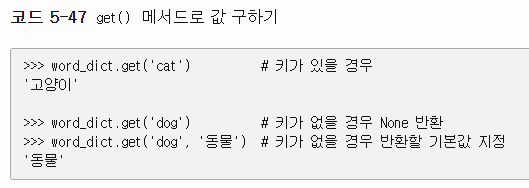 코드 5-47 get() 메서드로 값 구하기
>>> word_dict.get('cat') # 키가 있을 경우
'고양이'
>>> word_dict.get('dog') # 키가 없을 경우 None 반환
>>> word_dict.get('dog', '동물') # 키가 없을 경우 반환할 기본값 지정
'동물'